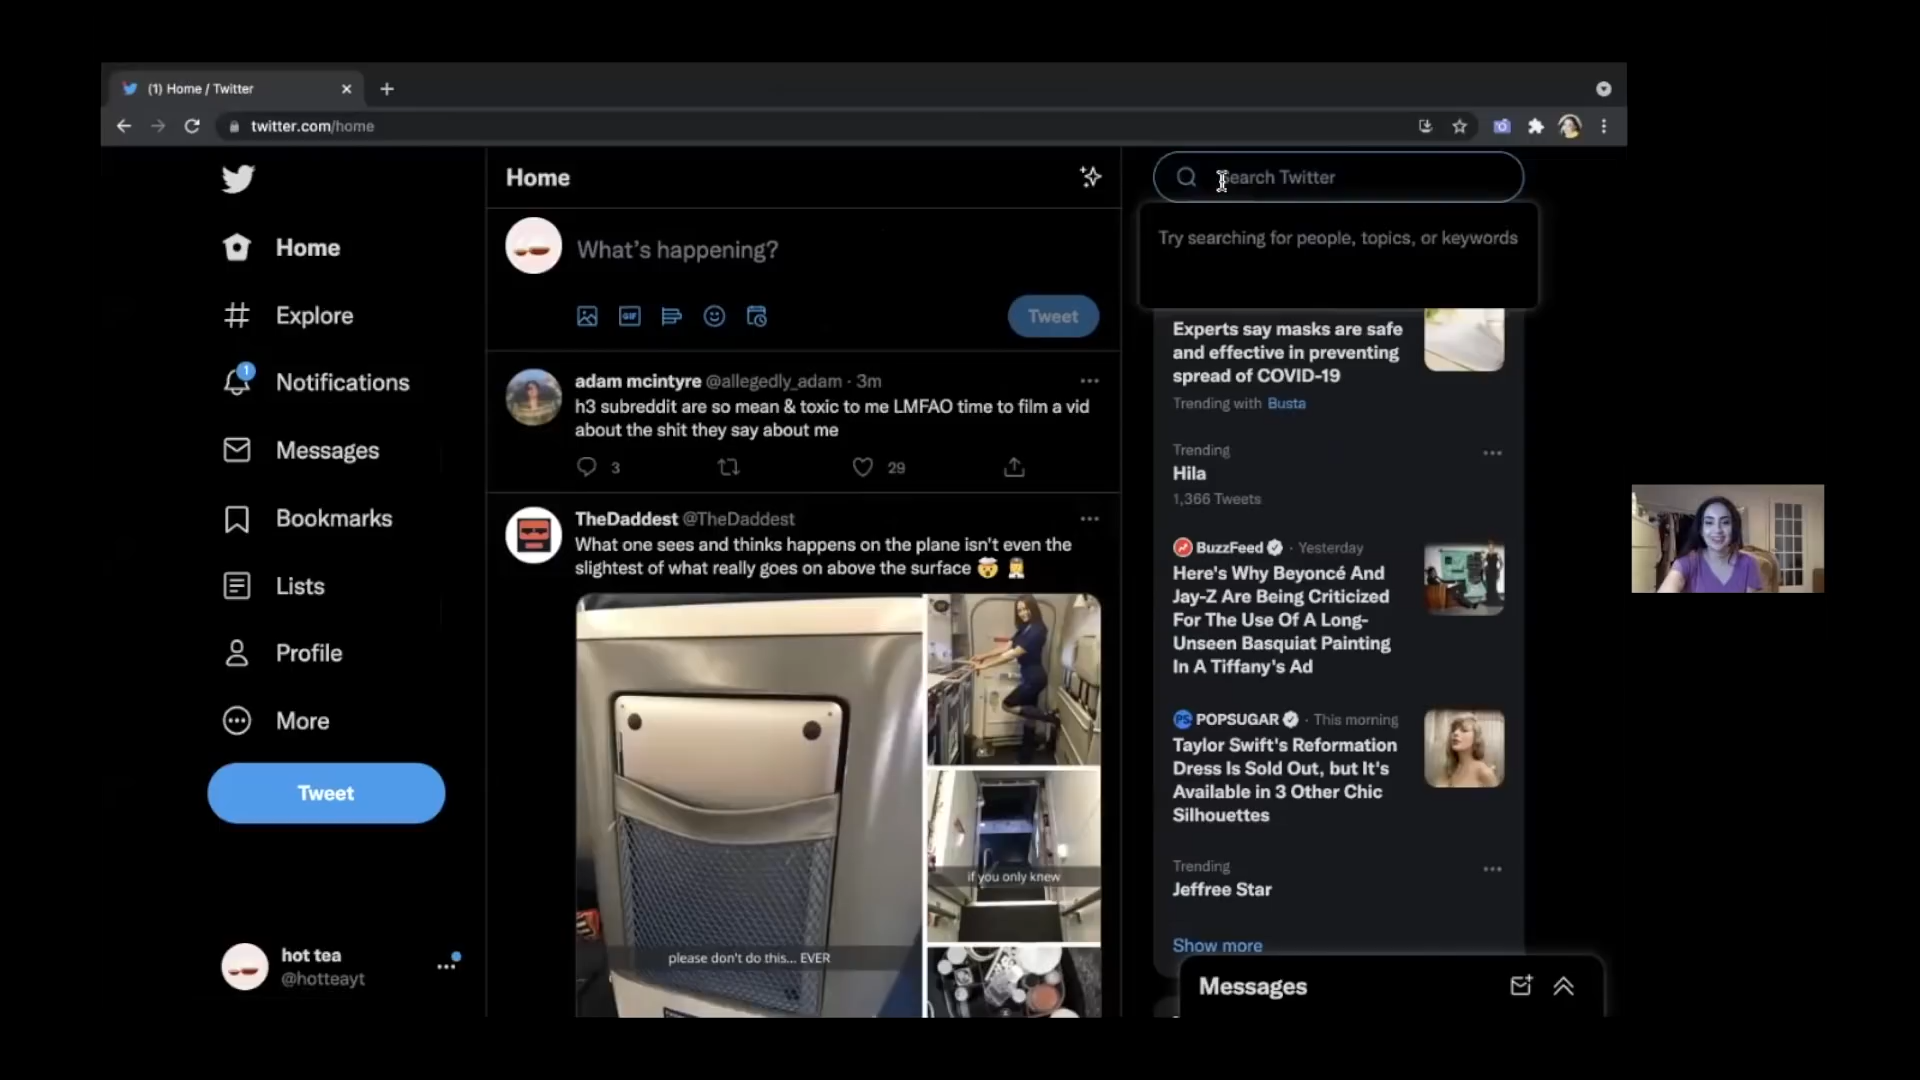 (1) Home / Twitter
twitter.com/home
Home
Explore
1
Notifications
Messages
Bookmarks
Lists
Profile
More
Tweet
hot tea
@hotteayt
Home
What's happening?
GIF
Tweet
adam mcintyre @allegedly_adam · 3m
h3 subreddit are so mean & toxic to me LMFAO time to film a vid
about the shit they say about me
3
29
TheDaddest @TheDaddest
What one sees and thinks happens on the plane isn't even the
slightest of what really goes on above the surface
please don't do this... EVER
if you only knew
Search Twitter
Try searching for people, topics, or keywords
Experts say masks are safe
and effective in preventing
spread of COVID-19
Trending with Busta
Trending
Hila
1,366 Tweets
BuzzFeed · Yesterday
Here's Why Beyoncé And
Jay-Z Are Being Criticized
For The Use Of A Long-
Unseen Basquiat Painting
In A Tiffany's Ad
PS POPSUGAR · This morning
Taylor Swift's Reformation
Dress Is Sold Out, but It's
Available in 3 Other Chic
Silhouettes
Trending
Jeffree Star
Show more
Messages